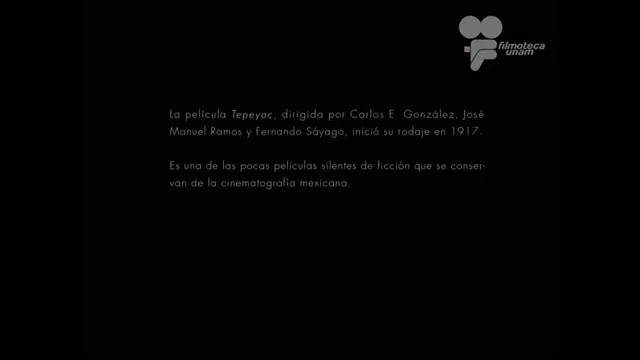 filmoteca
unam
La película Tepeyac, dirigida por Carlos E. González, José
Manuel Ramos y Fernando Sáyago, inició su rodaje en 1917.
Es una de las pocas películas silentes de ficción que se conser-
van de la cinematografía mexicana.